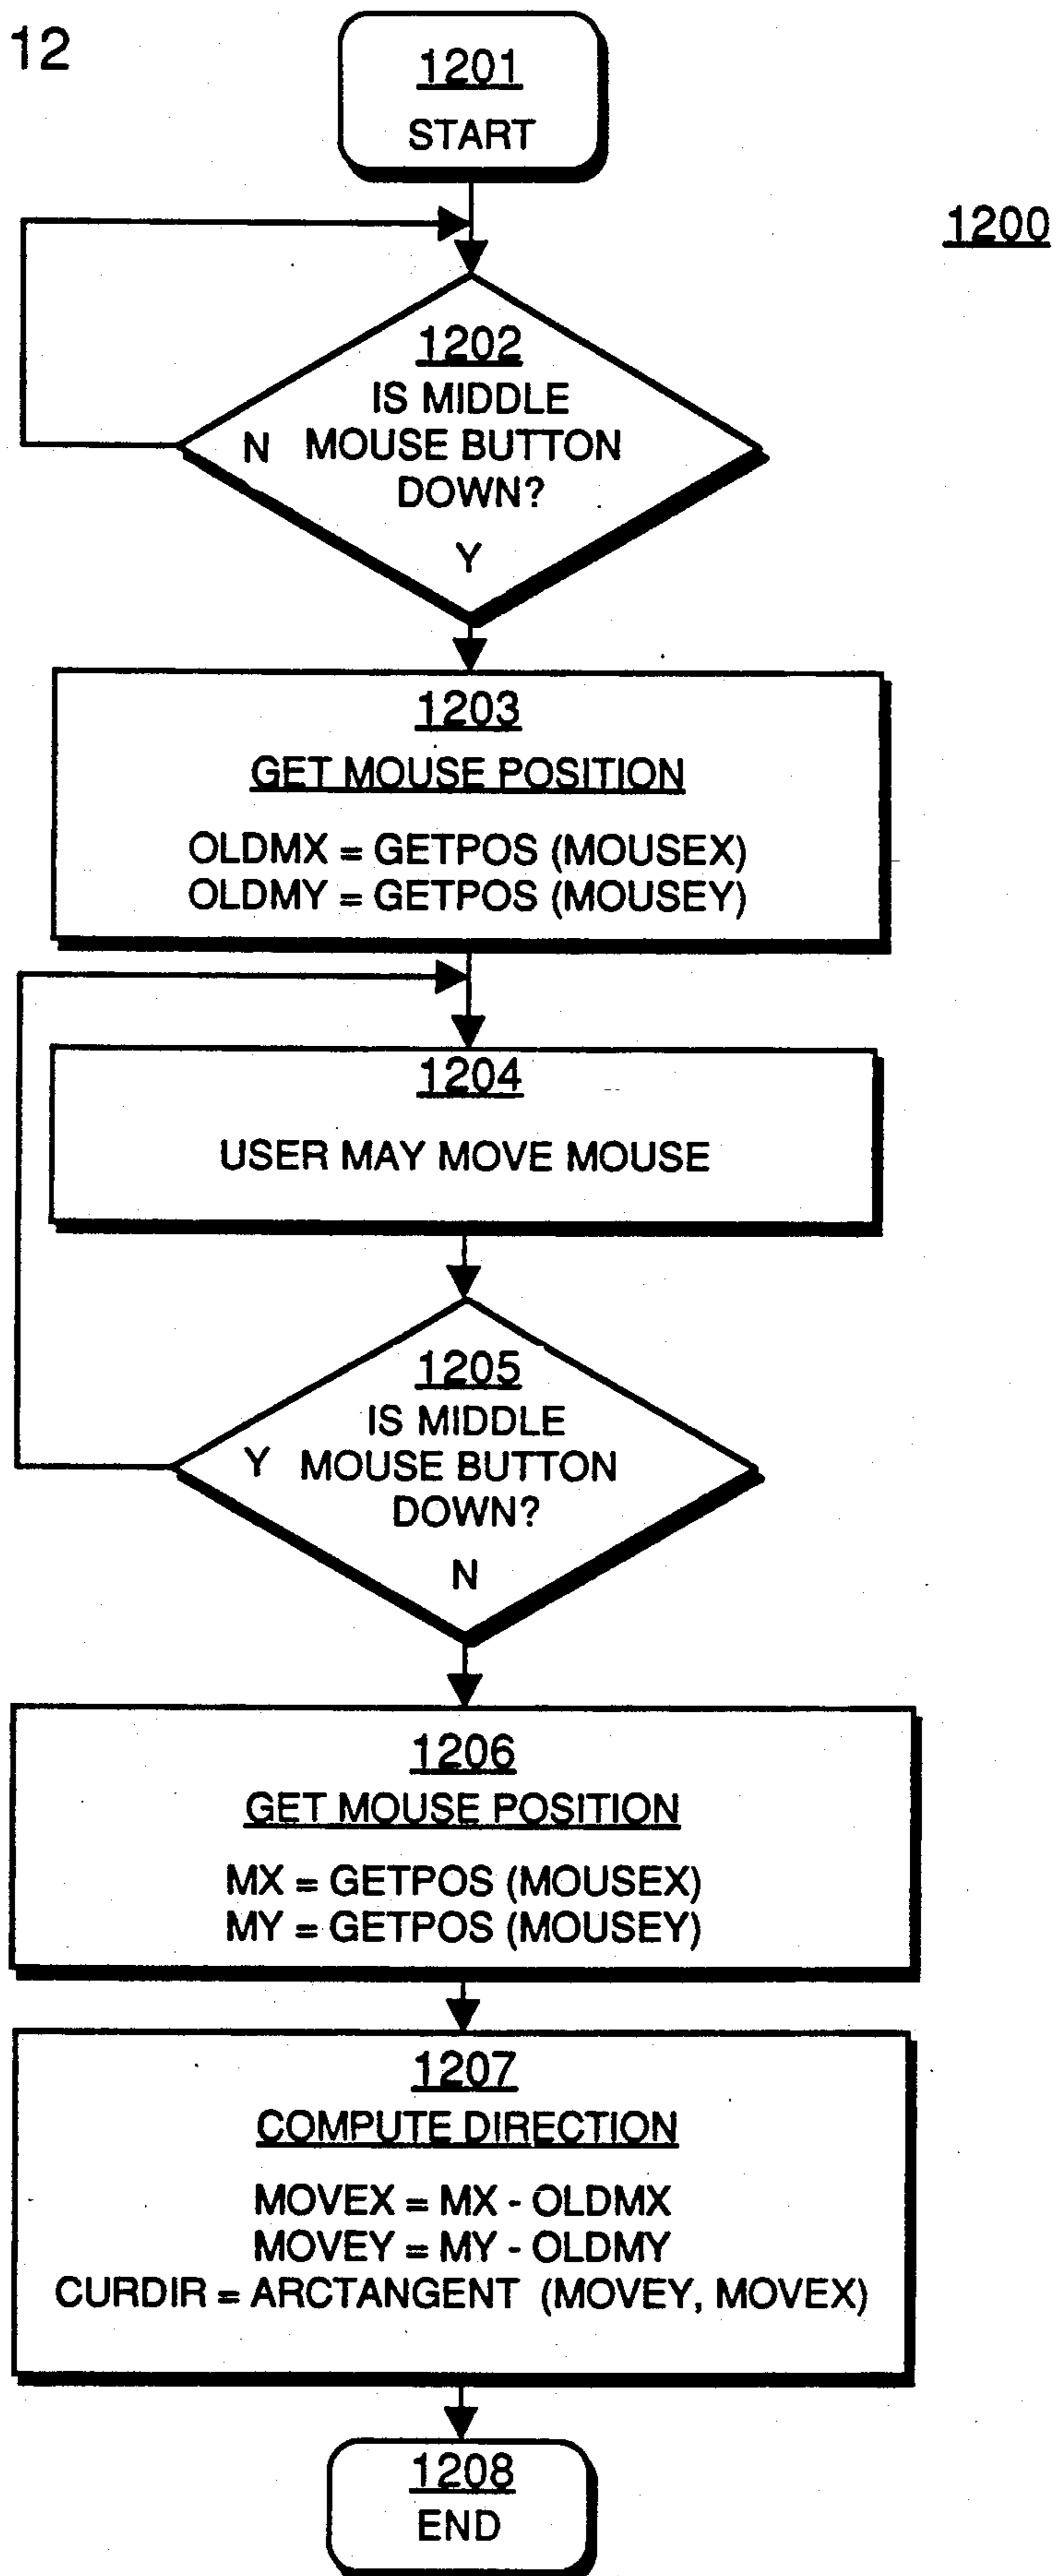 12
1201
START
1200
1202
IS MIDDLE
N MOUSE BUTTON
DOWN?
Y
1203
GET MOUSE POSITION
OLDMX = GETPOS (MOUSEX)
OLDMY = GETPOS (MOUSEY)
1204
USER MAY MOVE MOUSE
1205
IS MIDDLE
Y MOUSE BUTTON
DOWN?
N
1206
GET MOUSE POSITION
MX = GETPOS (MOUSEX)
MY = GETPOS (MOUSEY)
1207
COMPUTE DIRECTION
MOVEX = MX - OLDMX
MOVEY = MY - OLDMY
CURDIR = ARCTANGENT (MOVEY, MOVEX)
1208
END